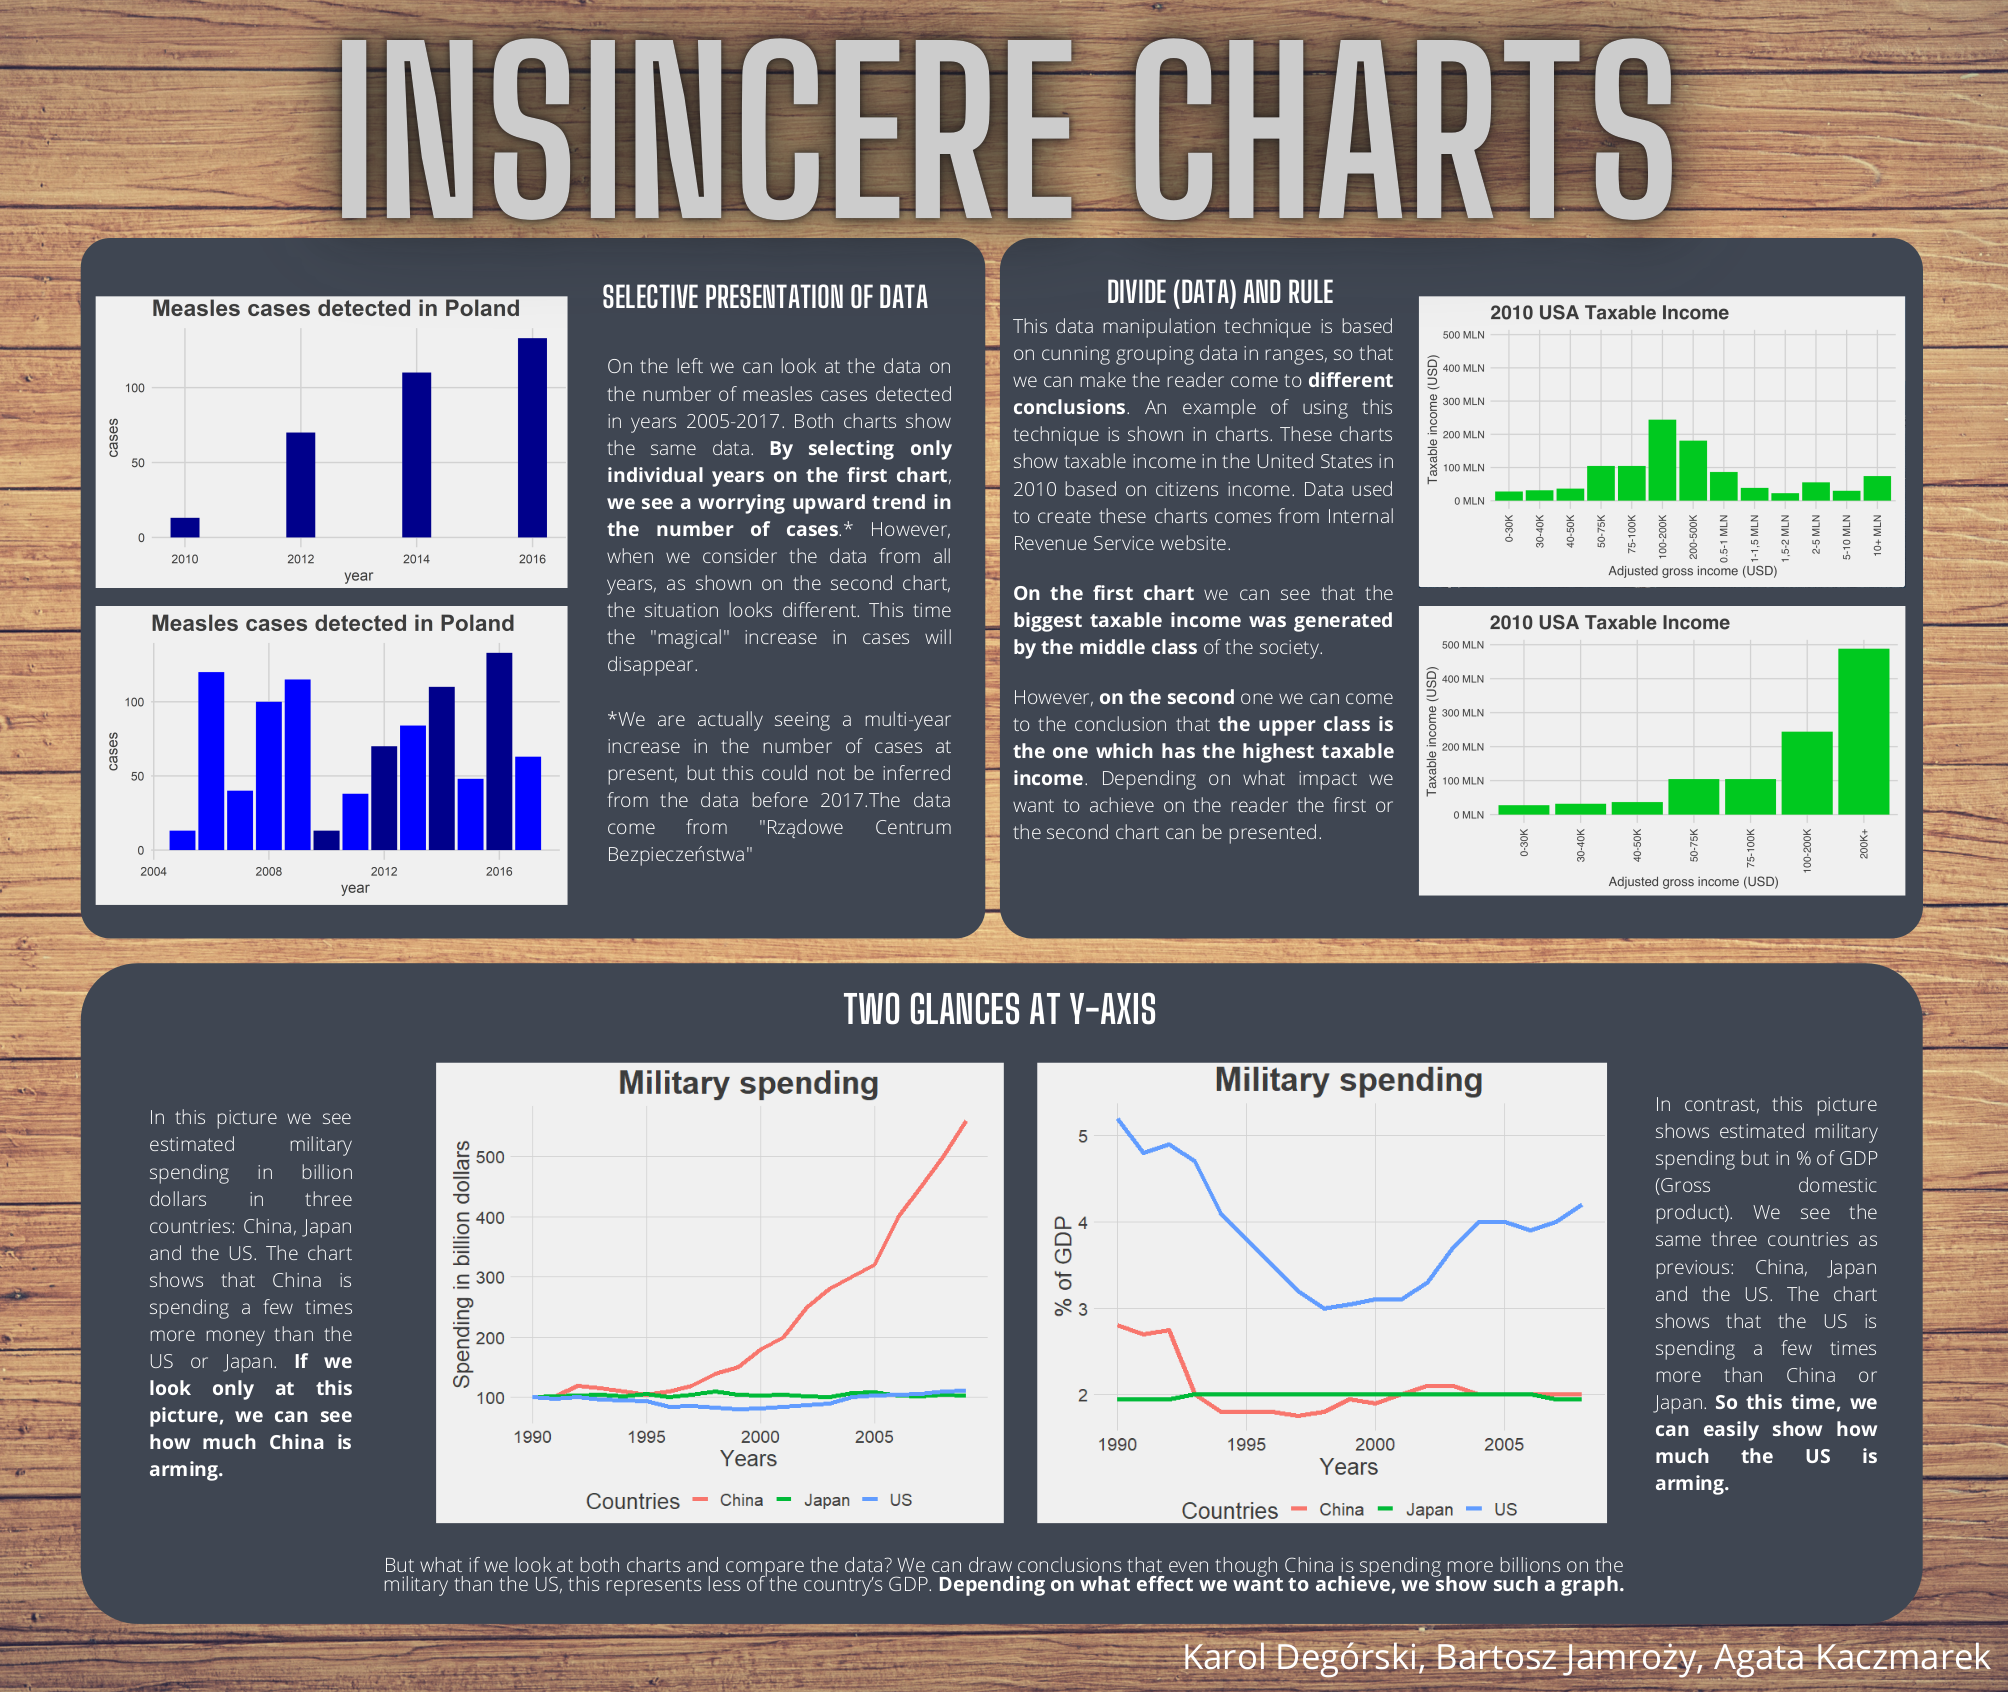 INSINCERE CHARTS
Measles cases detected in Poland
cases
100
50
0
2010 2012 2014 2016
year
Measles cases detected in Poland
cases
100
50
0
2004 2008 2012 2016
year
SELECTIVE PRESENTATION OF DATA
On the left we can look at the data on
the number of measles cases detected
in years 2005-2017. Both charts show
the same data. By selecting only
individual years on the first chart,
we see a worrying upward trend in
the number of cases.* However,
when we consider the data from all
years, as shown on the second chart,
the situation looks different. This time
the "magical" increase in cases will
disappear.
*We are actually seeing a multi-year
increase in the number of cases at
present, but this could not be inferred
from the data before 2017.The data
come from "Rządowe Centrum
Bezpieczeństwa"
DIVIDE (DATA) AND RULE
This data manipulation technique is based
on cunning grouping data in ranges, so that
we can make the reader come to different
conclusions. An example of using this
technique is shown in charts. These charts
show taxable income in the United States in
2010 based on citizens income. Data used
to create these charts comes from Internal
Revenue Service website.
On the first chart we can see that the
biggest taxable income was generated
by the middle class of the society.
However, on the second one we can come
to the conclusion that the upper class is
the one which has the highest taxable
income. Depending on what impact we
want to achieve on the reader the first or
the second chart can be presented.
2010 USA Taxable Income
Taxable income (USD)
500 MLN
400 MLN
300 MLN
200 MLN
100 MLN
0 MLN
0-30K 30-40K 40-50K 50-75K 75-100K 100-200K 200-500K 0.5-1 MLN 1-1,5 MLN 1,5-2 MLN 2-5 MLN 5-10 MLN 10+ MLN
Adjusted gross income (USD)
2010 USA Taxable Income
Taxable income (USD)
500 MLN
400 MLN
300 MLN
200 MLN
100 MLN
0 MLN
0-30K 30-40K 40-50K 50-75K 75-100K 100-200K 200K+
Adjusted gross income (USD)
TWO GLANCES AT Y-AXIS
In this picture we see
estimated military
spending in billion
dollars in three
countries: China, Japan
and the US. The chart
shows that China is
spending a few times
more money than the
US or Japan. If we
look only at this
picture, we can see
how much China is
arming.
Military spending
Spending in billion dollars
500
400
300
200
100
1990 1995 2000 2005
Years
Countries China Japan US
Military spending
% of GDP
5
4
3
2
1990 1995 2000 2005
Years
Countries China Japan US
In contrast, this picture
shows estimated military
spending but in % of GDP
(Gross domestic
product). We see the
same three countries as
previous: China, Japan
and the US. The chart
shows that the US is
spending a few times
more than China or
Japan. So this time, we
can easily show how
much the US is
arming.
But what if we look at both charts and compare the data? We can draw conclusions that even though China is spending more billions on the
military than the US, this represents less of the country's GDP. Depending on what effect we want to achieve, we show such a graph.
Karol Degórski, Bartosz Jamroży, Agata Kaczmarek